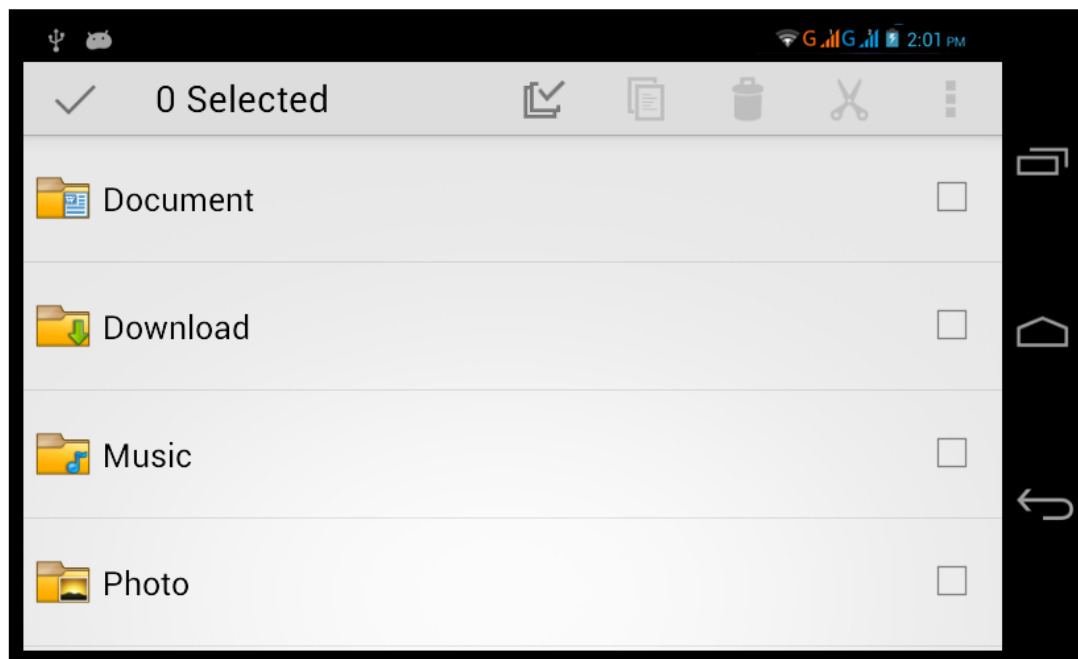 G G 2:01 PM
0 Selected
Document
Download
Music
Photo